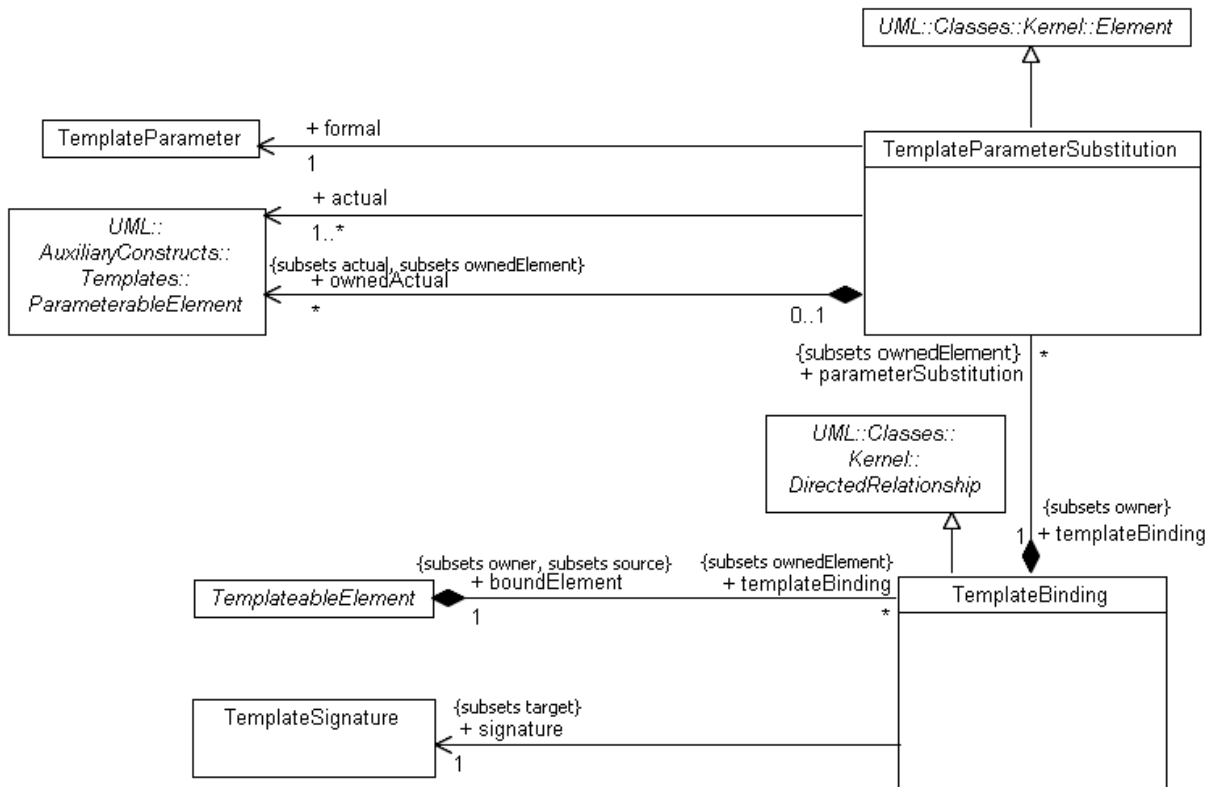 UML::Classes::Kernel::Element
+ formal
TemplateParameter
1
TemplateParameterSubstitution
+ actual
1..*
UML::
AuxiliaryConstructs::
Templates::
ParameterableElement
{subsets actual, subsets ownedElement}
+ ownedActual
*
0..1
{subsets ownedElement}
*
+ parameterSubstitution
UML::Classes::
Kernel::
DirectedRelationship
{subsets owner}
1
+ templateBinding
{subsets owner, subsets source}
+ boundElement
{subsets ownedElement}
+ templateBinding
TemplateableElement
1
*
TemplateBinding
TemplateSignature
{subsets target}
+ signature
1